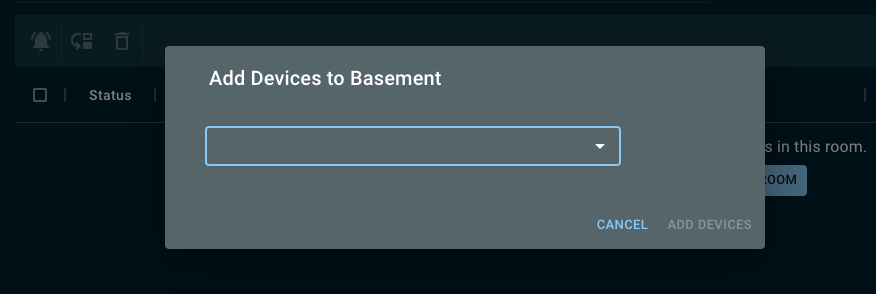 Add Devices to Basement
Status
s in this room.
ROOM
CANCEL ADD DEVICES